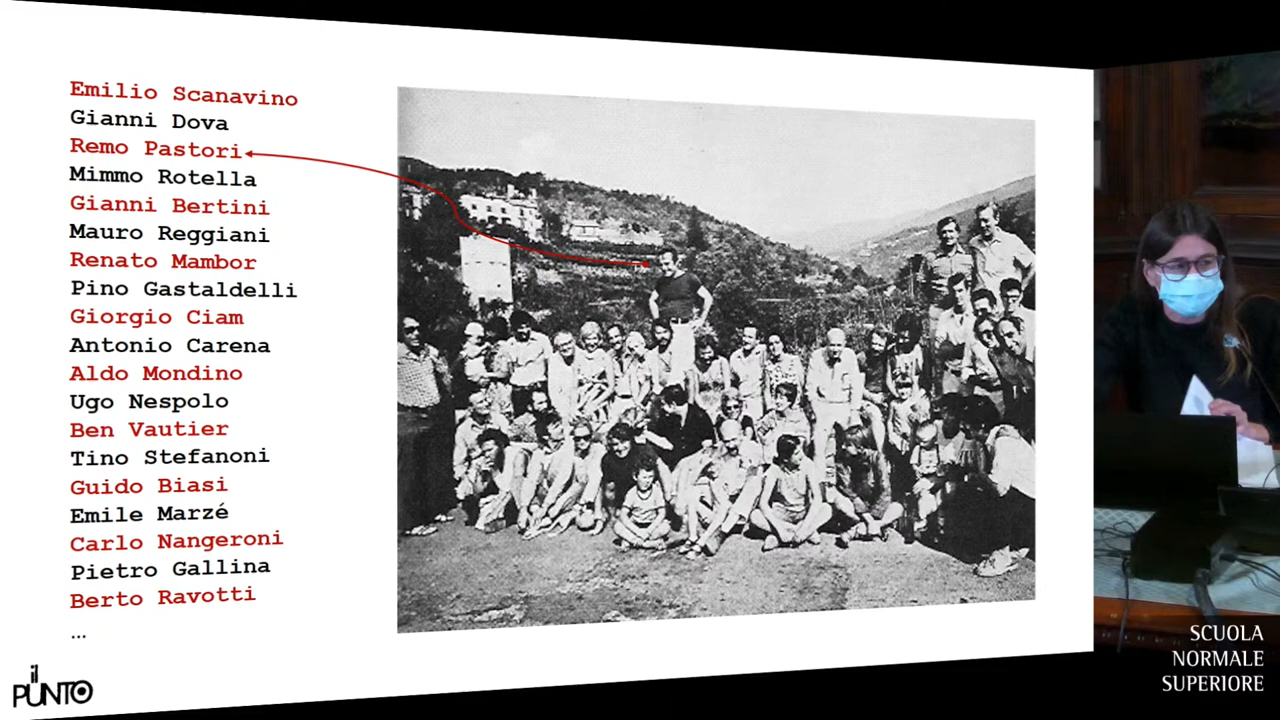 Emilio Scanavino
Gianni Dova
Remo Pastori
Mimmo Rotella
Gianni Bertini
Mauro Reggiani
Renato Mambor
Pino Gastaldelli
Giorgio Ciam
Antonio Carena
Aldo Mondino
Ugo Nespolo
Ben Vautier
Tino Stefanoni
Guido Biasi
Emile Marzé
Carlo Nangeroni
Pietro Gallina
Berto Ravotti
...
il
PUNTO
SCUOLA
NORMALE
SUPERIORE